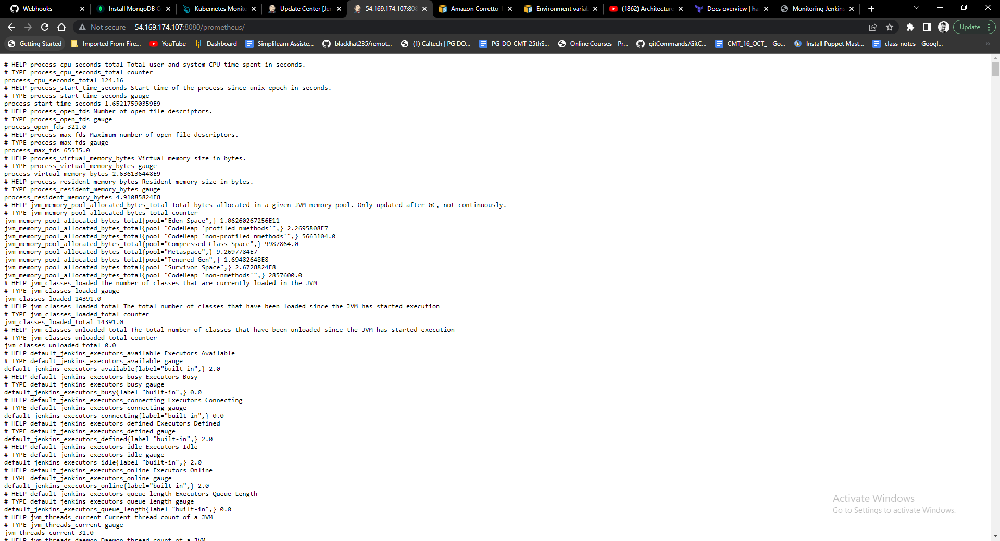 Webhooks
Install MongoDB C
Kubernetes Monito
Update Center [Jen
54.169.174.107:808
Amazon Corretto 1
Environment varia
(1862) Architecture
Docs overview | ha
Monitoring Jenkins
Not secure
54.169.174.107:8080/prometheus/
Update
Getting Started
Imported From Fire...
YouTube
Dashboard
Simplilearn Assiste...
blackhat235/remot...
(1) Caltech | PG DO...
PG-DO-CMT-25thS...
Online Courses - Pr...
gitCommands/GitC...
CMT_16_OCT_ - Go...
Install Puppet Mast...
class-notes - Googl...
# HELP process_cpu_seconds_total Total user and system CPU time spent in seconds.
# TYPE process_cpu_seconds_total counter
process_cpu_seconds_total 124.16
# HELP process_start_time_seconds Start time of the process since unix epoch in seconds.
# TYPE process_start_time_seconds gauge
process_start_time_seconds 1.65217590359E9
# HELP process_open_fds Number of open file descriptors.
# TYPE process_open_fds gauge
process_open_fds 321.0
# HELP process_max_fds Maximum number of open file descriptors.
# TYPE process_max_fds gauge
process_max_fds 65535.0
# HELP process_virtual_memory_bytes Virtual memory size in bytes.
# TYPE process_virtual_memory_bytes gauge
process_virtual_memory_bytes 2.636136448E9
# HELP process_resident_memory_bytes Resident memory size in bytes.
# TYPE process_resident_memory_bytes gauge
process_resident_memory_bytes 4.91085824E8
# HELP jvm_memory_pool_allocated_bytes_total Total bytes allocated in a given JVM memory pool. Only updated after GC, not continuously.
# TYPE jvm_memory_pool_allocated_bytes_total counter
jvm_memory_pool_allocated_bytes_total{pool="Eden Space",} 1.06260267256E11
jvm_memory_pool_allocated_bytes_total{pool="CodeHeap 'profiled nmethods'",} 2.2695808E7
jvm_memory_pool_allocated_bytes_total{pool="CodeHeap 'non-profiled nmethods'",} 5663104.0
jvm_memory_pool_allocated_bytes_total{pool="Compressed Class Space",} 9987864.0
jvm_memory_pool_allocated_bytes_total{pool="Metaspace",} 9.2697784E7
jvm_memory_pool_allocated_bytes_total{pool="Tenured Gen",} 1.69482648E8
jvm_memory_pool_allocated_bytes_total{pool="Survivor Space",} 2.6728824E8
jvm_memory_pool_allocated_bytes_total{pool="CodeHeap 'non-nmethods'",} 2857600.0
# HELP jvm_classes_loaded The number of classes that are currently loaded in the JVM
# TYPE jvm_classes_loaded gauge
jvm_classes_loaded 14391.0
# HELP jvm_classes_loaded_total The total number of classes that have been loaded since the JVM has started execution
# TYPE jvm_classes_loaded_total counter
jvm_classes_loaded_total 14391.0
# HELP jvm_classes_unloaded_total The total number of classes that have been unloaded since the JVM has started execution
# TYPE jvm_classes_unloaded_total counter
jvm_classes_unloaded_total 0.0
# HELP default_jenkins_executors_available Executors Available
# TYPE default_jenkins_executors_available gauge
default_jenkins_executors_available{label="built-in",} 2.0
# HELP default_jenkins_executors_busy Executors Busy
# TYPE default_jenkins_executors_busy gauge
default_jenkins_executors_busy{label="built-in",} 0.0
# HELP default_jenkins_executors_connecting Executors Connecting
# TYPE default_jenkins_executors_connecting gauge
default_jenkins_executors_connecting{label="built-in",} 0.0
# HELP default_jenkins_executors_defined Executors Defined
# TYPE default_jenkins_executors_defined gauge
default_jenkins_executors_defined{label="built-in",} 2.0
# HELP default_jenkins_executors_idle Executors Idle
# TYPE default_jenkins_executors_idle gauge
default_jenkins_executors_idle{label="built-in",} 2.0
# HELP default_jenkins_executors_online Executors Online
# TYPE default_jenkins_executors_online gauge
default_jenkins_executors_online{label="built-in",} 2.0
# HELP default_jenkins_executors_queue_length Executors Queue Length
# TYPE default_jenkins_executors_queue_length gauge
default_jenkins_executors_queue_length{label="built-in",} 0.0
# HELP jvm_threads_current Current thread count of a JVM
# TYPE jvm_threads_current gauge
jvm_threads_current 31.0
# HELP jvm_threads_daemon Daemon thread count of a JVM
Activate Windows
Go to Settings to activate Windows.